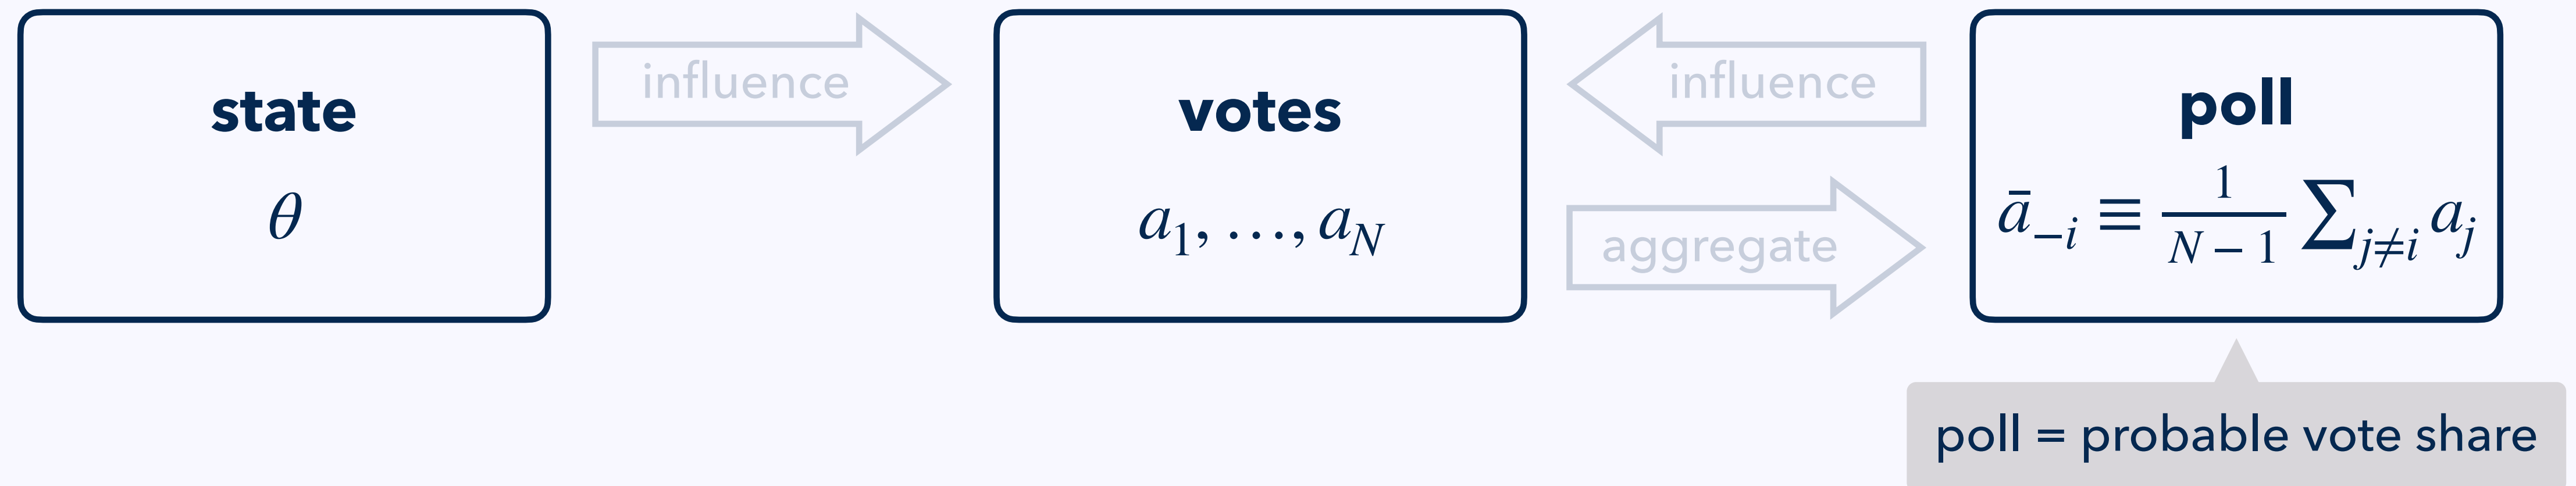 state
θ
influence
votes
a₁, …, a_N
influence
aggregate
poll
ā₋ᵢ ≡ 1/(N − 1) ∑_{j≠i} a_j
poll = probable vote share